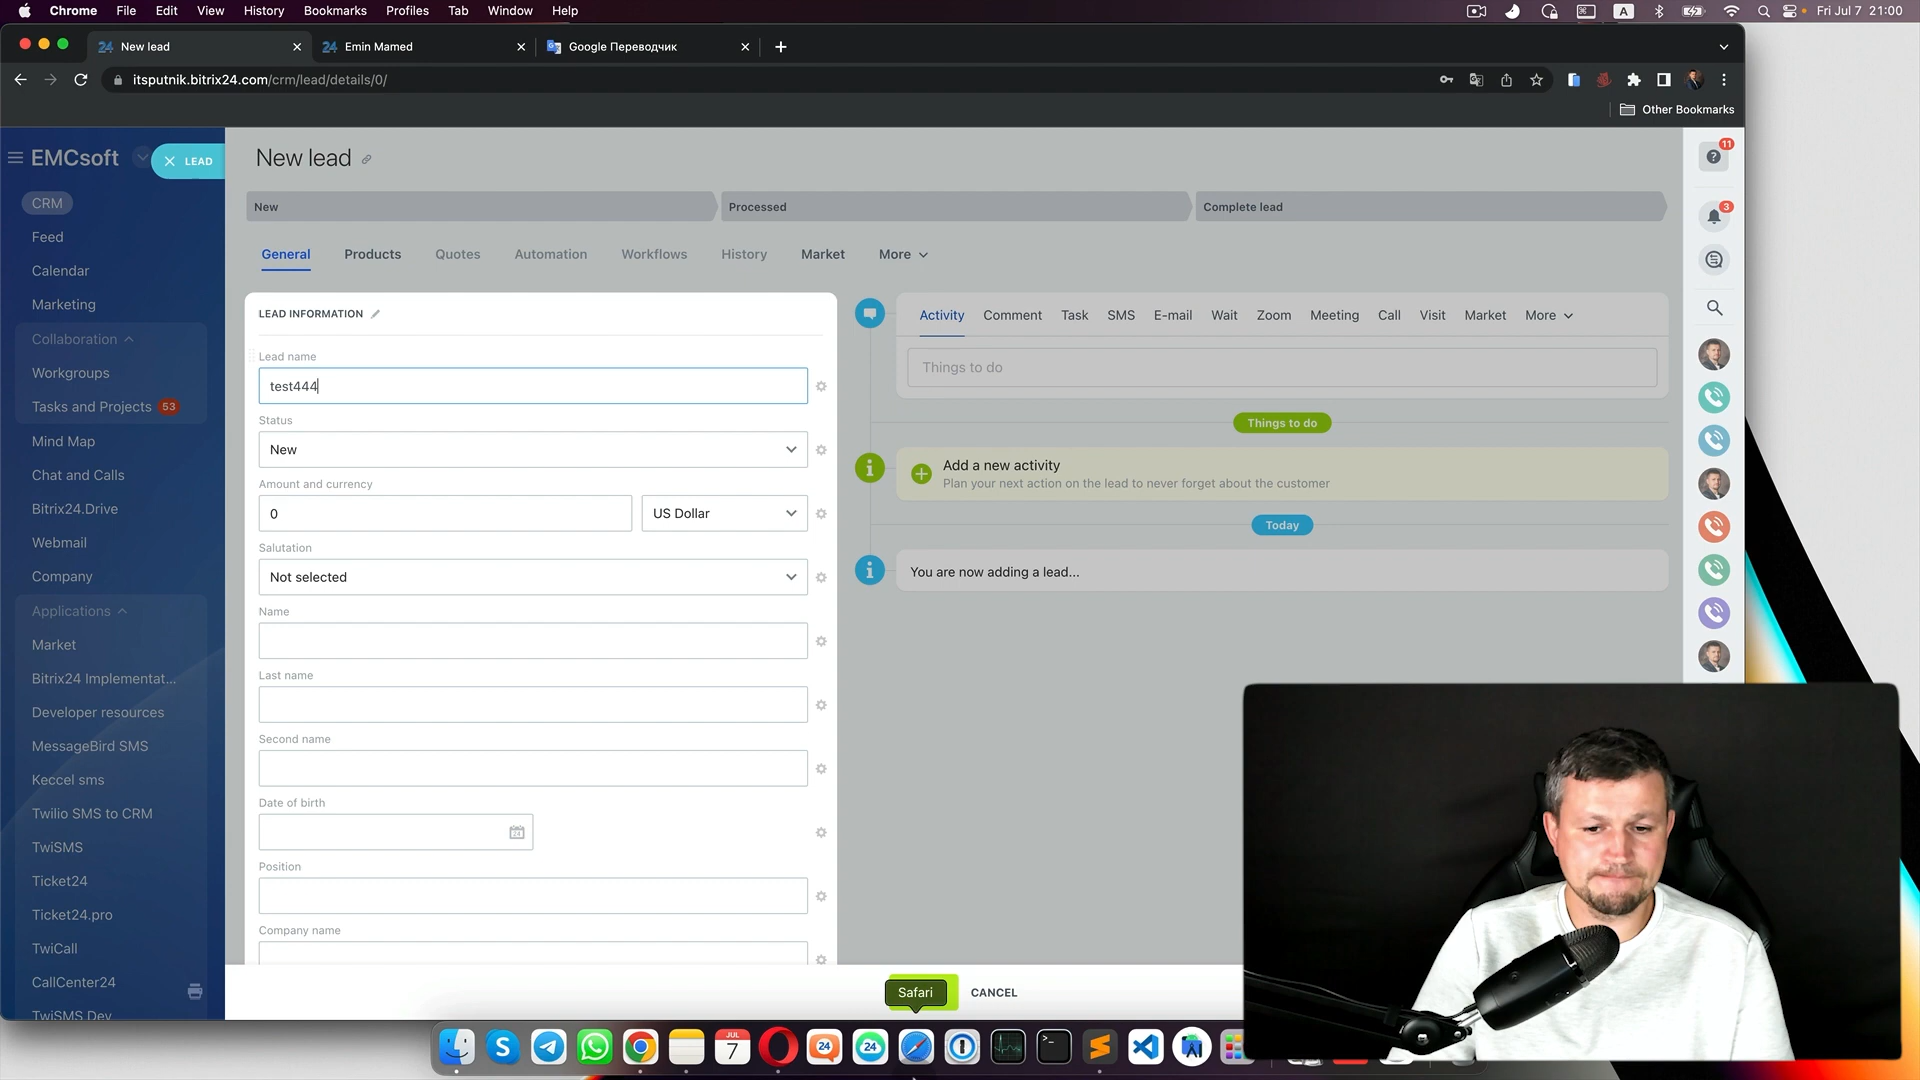 Chrome File Edit View History Bookmarks Profiles Tab Window Help A Fri Jul 7 21:00
24 New lead 24 Emin Mamed Google Переводчик
itsputnik.bitrix24.com/crm/lead/details/0/
Other Bookmarks
EMCsoft
LEAD
CRM
Feed
Calendar
Marketing
Collaboration
Workgroups
Tasks and Projects 53
Mind Map
Chat and Calls
Bitrix24.Drive
Webmail
Company
Applications
Market
Bitrix24 Implementat...
Developer resources
MessageBird SMS
Keccel sms
Twilio SMS to CRM
TwiSMS
Ticket24
Ticket24.pro
TwiCall
CallCenter24
TwiSMS Dev
New lead
New Processed Complete lead
General Products Quotes Automation Workflows History Market More
LEAD INFORMATION
Lead name
test444
Status
New
Amount and currency
0 US Dollar
Salutation
Not selected
Name
Last name
Second name
Date of birth
Position
Company name
Activity Comment Task SMS E-mail Wait Zoom Meeting Call Visit Market More
Things to do
Things to do
Add a new activity
Plan your next action on the lead to never forget about the customer
Today
You are now adding a lead...
11
3
Safari
CANCEL
JUL
7
24
24